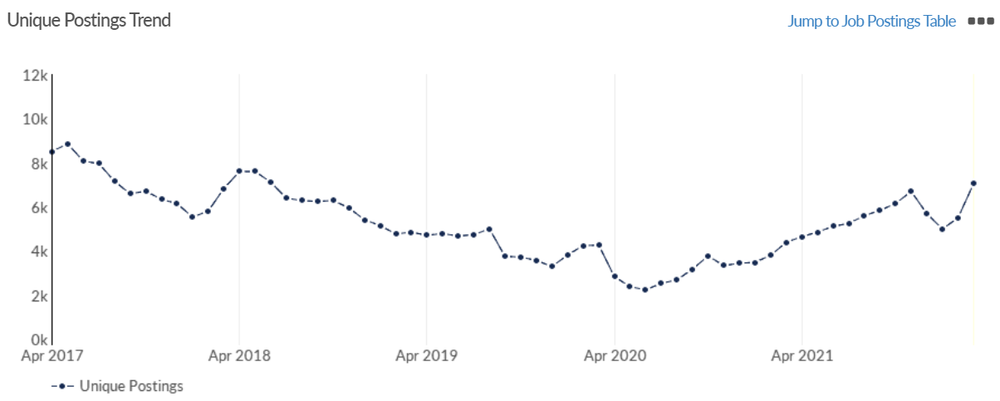 Unique Postings Trend
Jump to Job Postings Table
12k
10k
8k
6k
4k
2k
0k
Apr 2017 Apr 2018 Apr 2019 Apr 2020 Apr 2021
Unique Postings